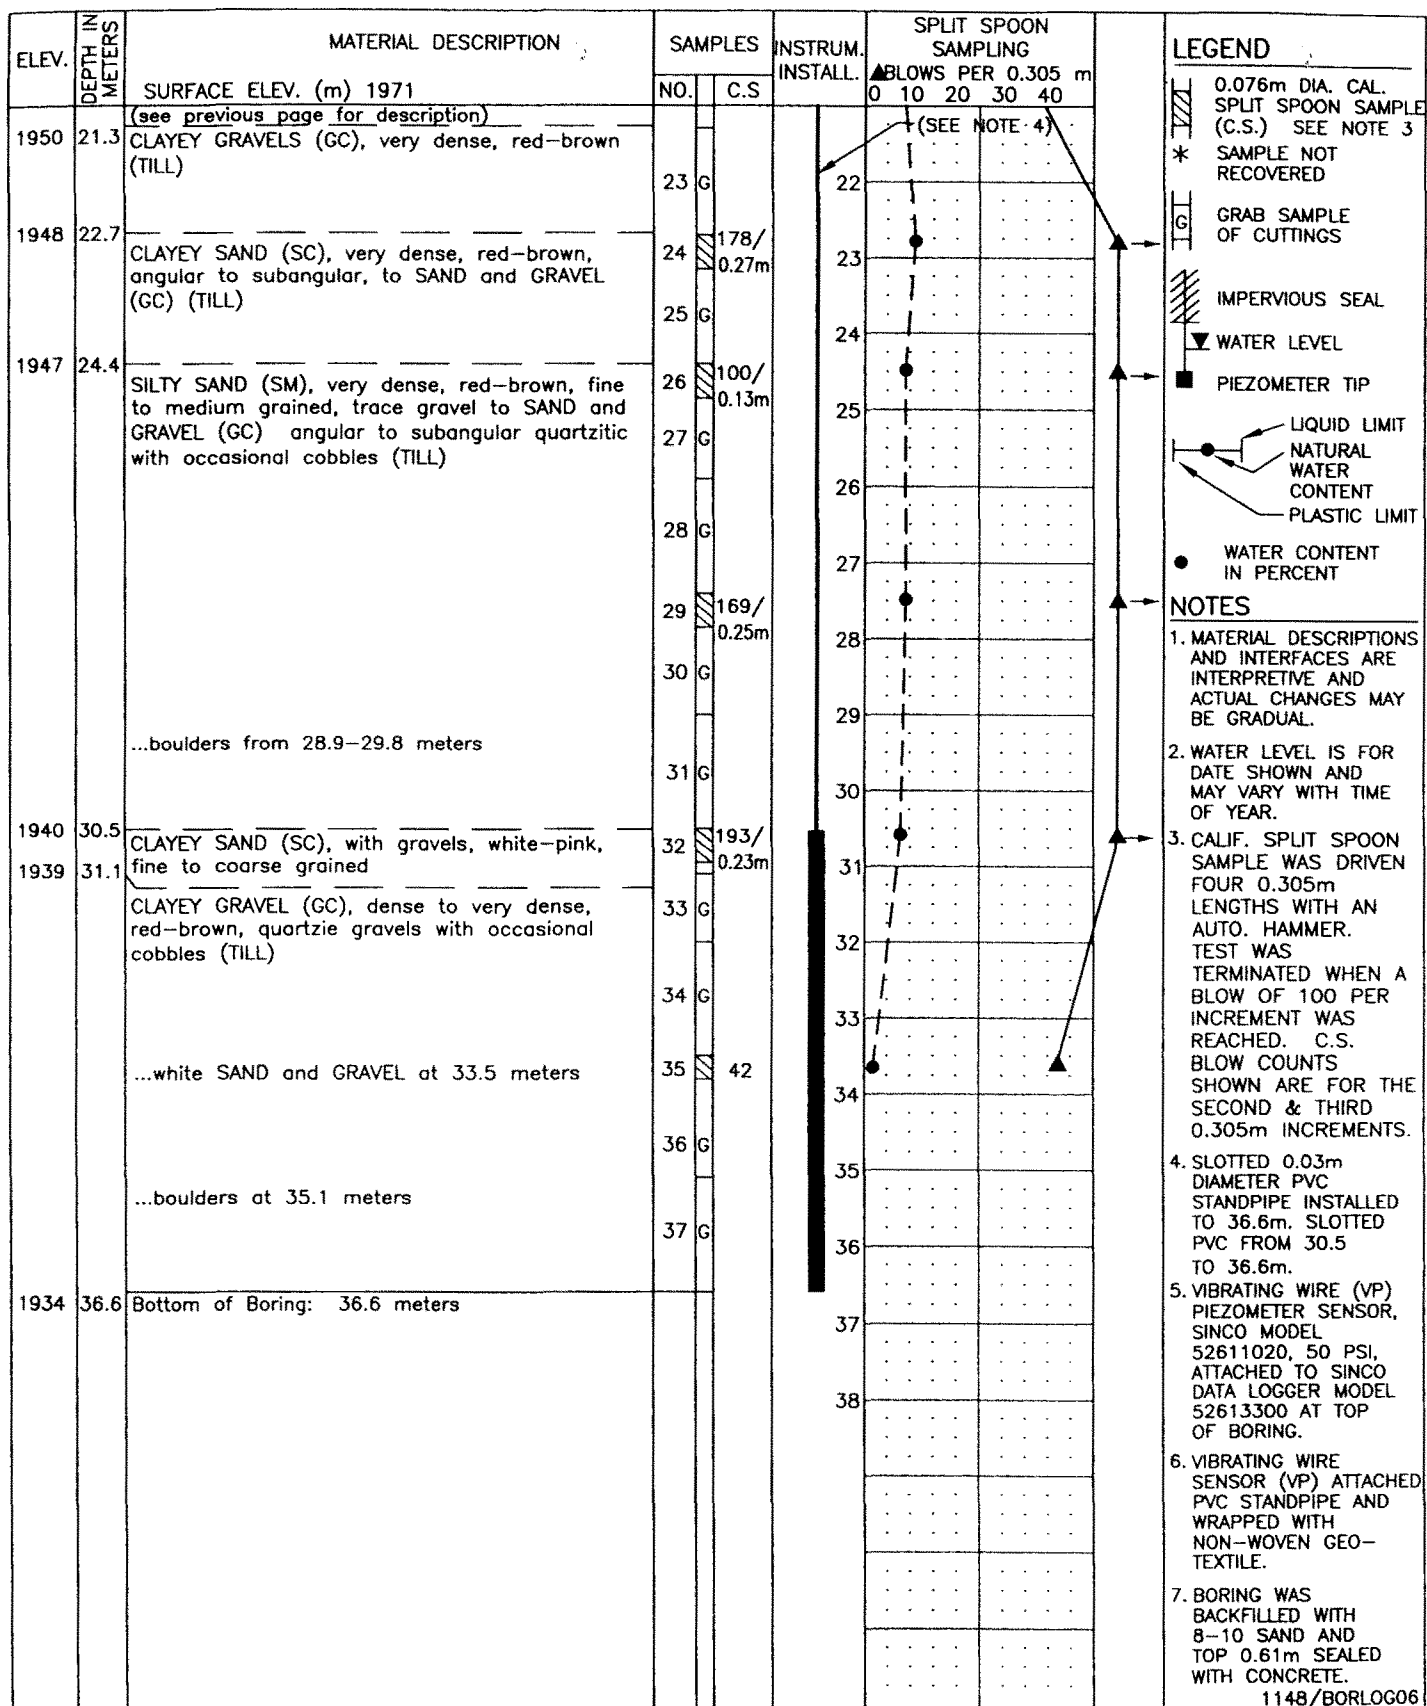 ELEV.
DEPTH IN METERS
MATERIAL DESCRIPTION
SURFACE ELEV. (m) 1971
SAMPLES
NO.
C.S
INSTRUM.
INSTALL.
SPLIT SPOON
SAMPLING
▲BLOWS PER 0.305 m
0 10 20 30 40
(see previous page for description)
(SEE NOTE 4)
1950 21.3 CLAYEY GRAVELS (GC), very dense, red-brown
(TILL)
23 G
22
1948 22.7
CLAYEY SAND (SC), very dense, red-brown,
angular to subangular, to SAND and GRAVEL
(GC) (TILL)
24 178/
0.27m
23
25 G
24
1947 24.4
SILTY SAND (SM), very dense, red-brown, fine
to medium grained, trace gravel to SAND and
GRAVEL (GC) angular to subangular quartzitic
with occasional cobbles (TILL)
26 100/
0.13m
25
27 G
26
28 G
27
29 169/
0.25m
28
30 G
29
...boulders from 28.9-29.8 meters
31 G
30
1940 30.5
CLAYEY SAND (SC), with gravels, white-pink,
fine to coarse grained
32 193/
0.23m
31
1939 31.1
CLAYEY GRAVEL (GC), dense to very dense,
red-brown, quartzie gravels with occasional
cobbles (TILL)
33 G
32
34 G
33
...white SAND and GRAVEL at 33.5 meters
35 42
34
36 G
35
...boulders at 35.1 meters
37 G
36
1934 36.6 Bottom of Boring: 36.6 meters
37
38
LEGEND
0.076m DIA. CAL.
SPLIT SPOON SAMPLE
(C.S.) SEE NOTE 3
* SAMPLE NOT
RECOVERED
G GRAB SAMPLE
OF CUTTINGS
IMPERVIOUS SEAL
WATER LEVEL
PIEZOMETER TIP
LIQUID LIMIT
NATURAL
WATER
CONTENT
PLASTIC LIMIT
WATER CONTENT
IN PERCENT
NOTES
1. MATERIAL DESCRIPTIONS
AND INTERFACES ARE
INTERPRETIVE AND
ACTUAL CHANGES MAY
BE GRADUAL.
2. WATER LEVEL IS FOR
DATE SHOWN AND
MAY VARY WITH TIME
OF YEAR.
3. CALIF. SPLIT SPOON
SAMPLE WAS DRIVEN
FOUR 0.305m
LENGTHS WITH AN
AUTO. HAMMER.
TEST WAS
TERMINATED WHEN A
BLOW OF 100 PER
INCREMENT WAS
REACHED. C.S.
BLOW COUNTS
SHOWN ARE FOR THE
SECOND & THIRD
0.305m INCREMENTS.
4. SLOTTED 0.03m
DIAMETER PVC
STANDPIPE INSTALLED
TO 36.6m. SLOTTED
PVC FROM 30.5
TO 36.6m.
5. VIBRATING WIRE (VP)
PIEZOMETER SENSOR,
SINCO MODEL
52611020, 50 PSI,
ATTACHED TO SINCO
DATA LOGGER MODEL
52613300 AT TOP
OF BORING.
6. VIBRATING WIRE
SENSOR (VP) ATTACHED
PVC STANDPIPE AND
WRAPPED WITH
NON-WOVEN GEO-
TEXTILE.
7. BORING WAS
BACKFILLED WITH
8-10 SAND AND
TOP 0.61m SEALED
WITH CONCRETE.
1148/BORLOG06